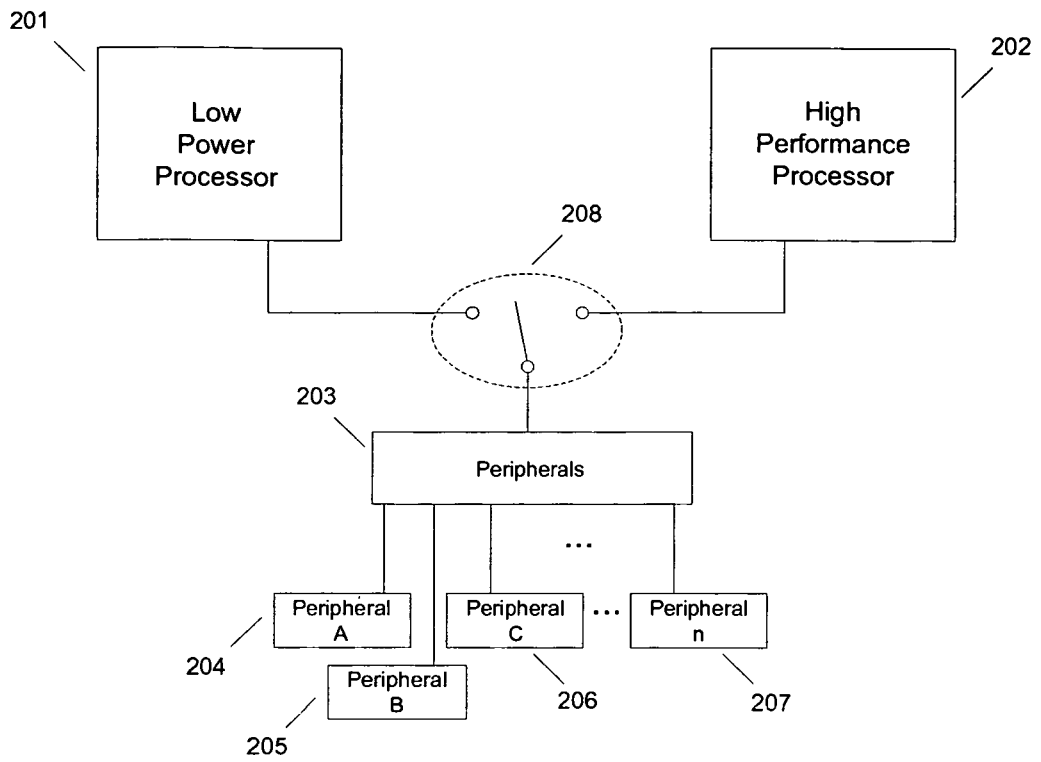 201
Low
Power
Processor
202
High
Performance
Processor
208
203
Peripherals
...
Peripheral
A
Peripheral
C
...
Peripheral
n
204
Peripheral
B
206
207
205